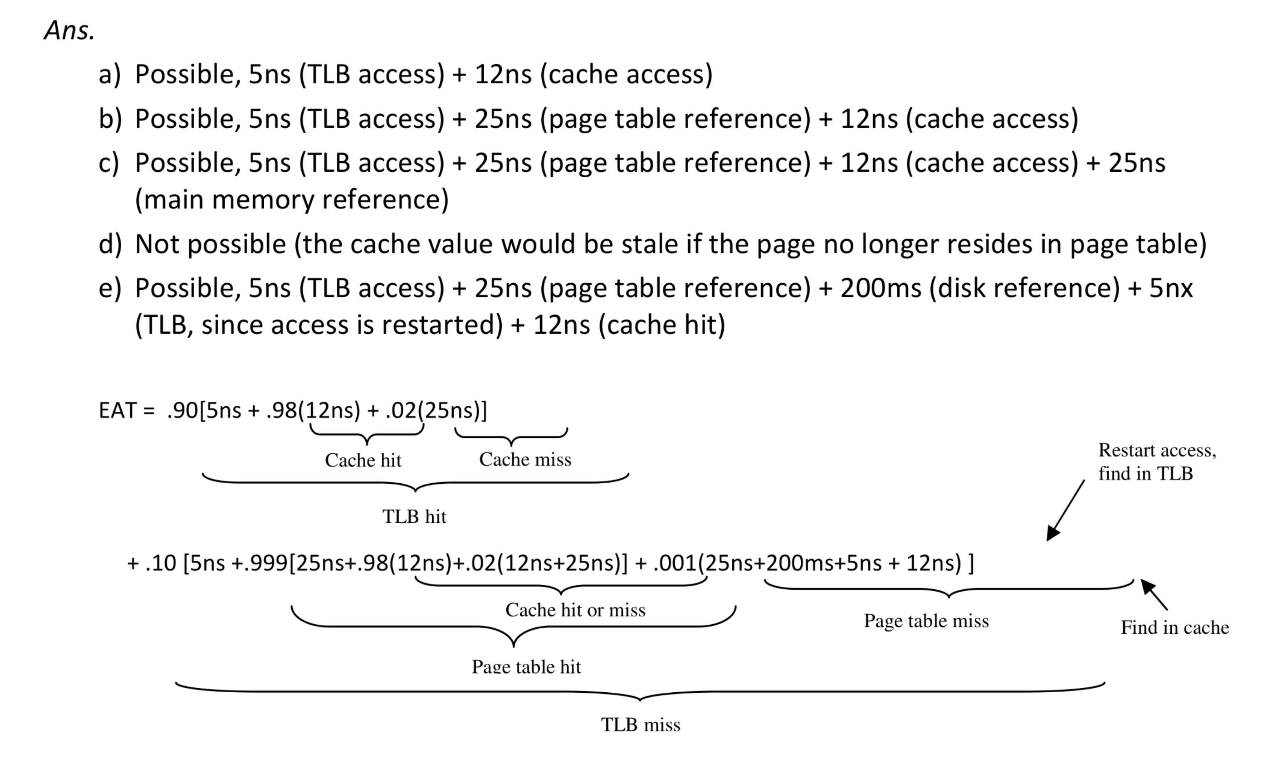 Ans.
a) Possible, 5ns (TLB access) + 12ns (cache access)
b) Possible, 5ns (TLB access) + 25ns (page table reference) + 12ns (cache access)
c) Possible, 5ns (TLB access) + 25ns (page table reference) + 12ns (cache access) + 25ns
(main memory reference)
d) Not possible (the cache value would be stale if the page no longer resides in page table)
e) Possible, 5ns (TLB access) + 25ns (page table reference) + 200ms (disk reference) + 5nx
(TLB, since access is restarted) + 12ns (cache hit)
EAT = .90[5ns + .98(12ns) + .02(25ns)]
Cache hit
Cache miss
TLB hit
Restart access,
find in TLB
+ .10 [5ns +.999[25ns+.98(12ns)+.02(12ns+25ns)] + .001(25ns+200ms+5ns + 12ns) ]
Cache hit or miss
Page table miss
Find in cache
Page table hit
TLB miss